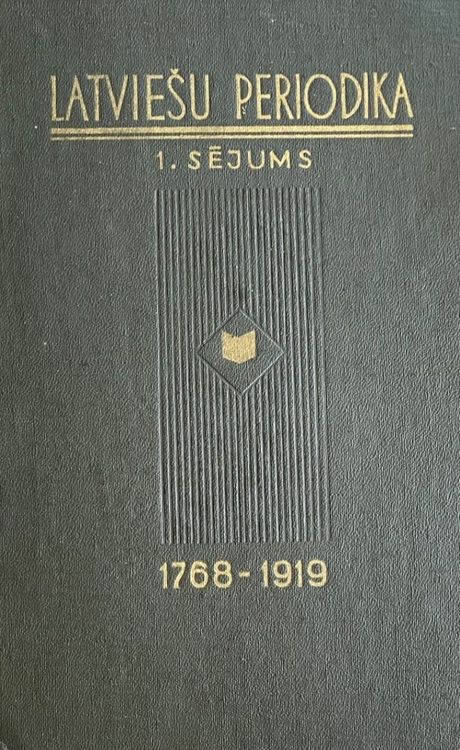 LATVIEŠU PERIODIKA
1. SĒJUMS
1768-1919